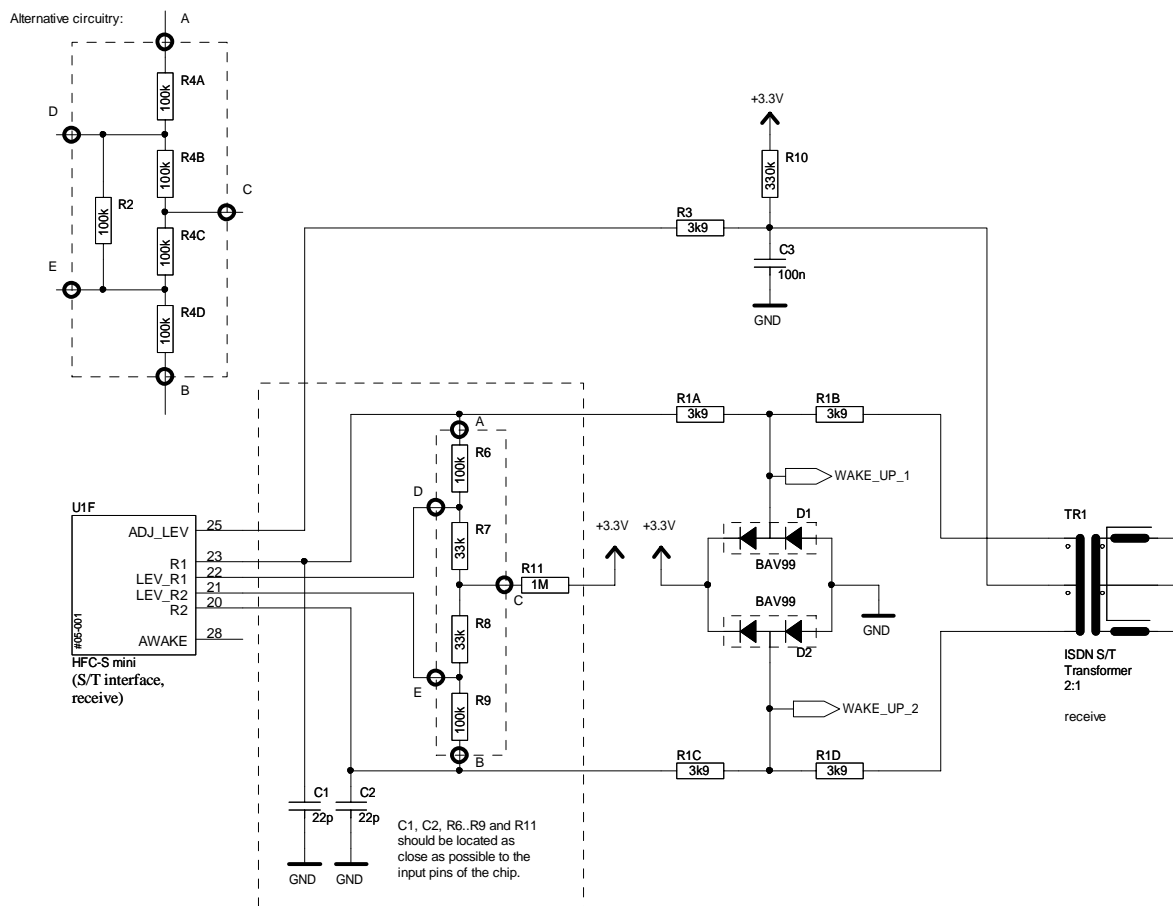 Alternative circuitry:
A
R4A
100k
D
R4B
100k
C
R2
100k
R4C
100k
E
R4D
100k
B
+3.3V
R10
330k
R3
3k9
C3
100n
GND
R1A
3k9
R1B
3k9
A
R6
100k
WAKE_UP_1
D
U1F
ADJ_LEV
25
R1
23
LEV_R1
22
LEV_R2
21
R2
20
AWAKE
28
#05-001
HFC-S mini
(S/T interface,
receive)
R7
33k
+3.3V
+3.3V
D1
BAV99
TR1
R11
1M
C
BAV99
D2
GND
R8
33k
E
R9
100k
B
ISDN S/T
Transformer
2:1
receive
WAKE_UP_2
R1C
3k9
R1D
3k9
C1
22p
C2
22p
GND
GND
C1, C2, R6..R9 and R11
should be located as
close as possible to the
input pins of the chip.